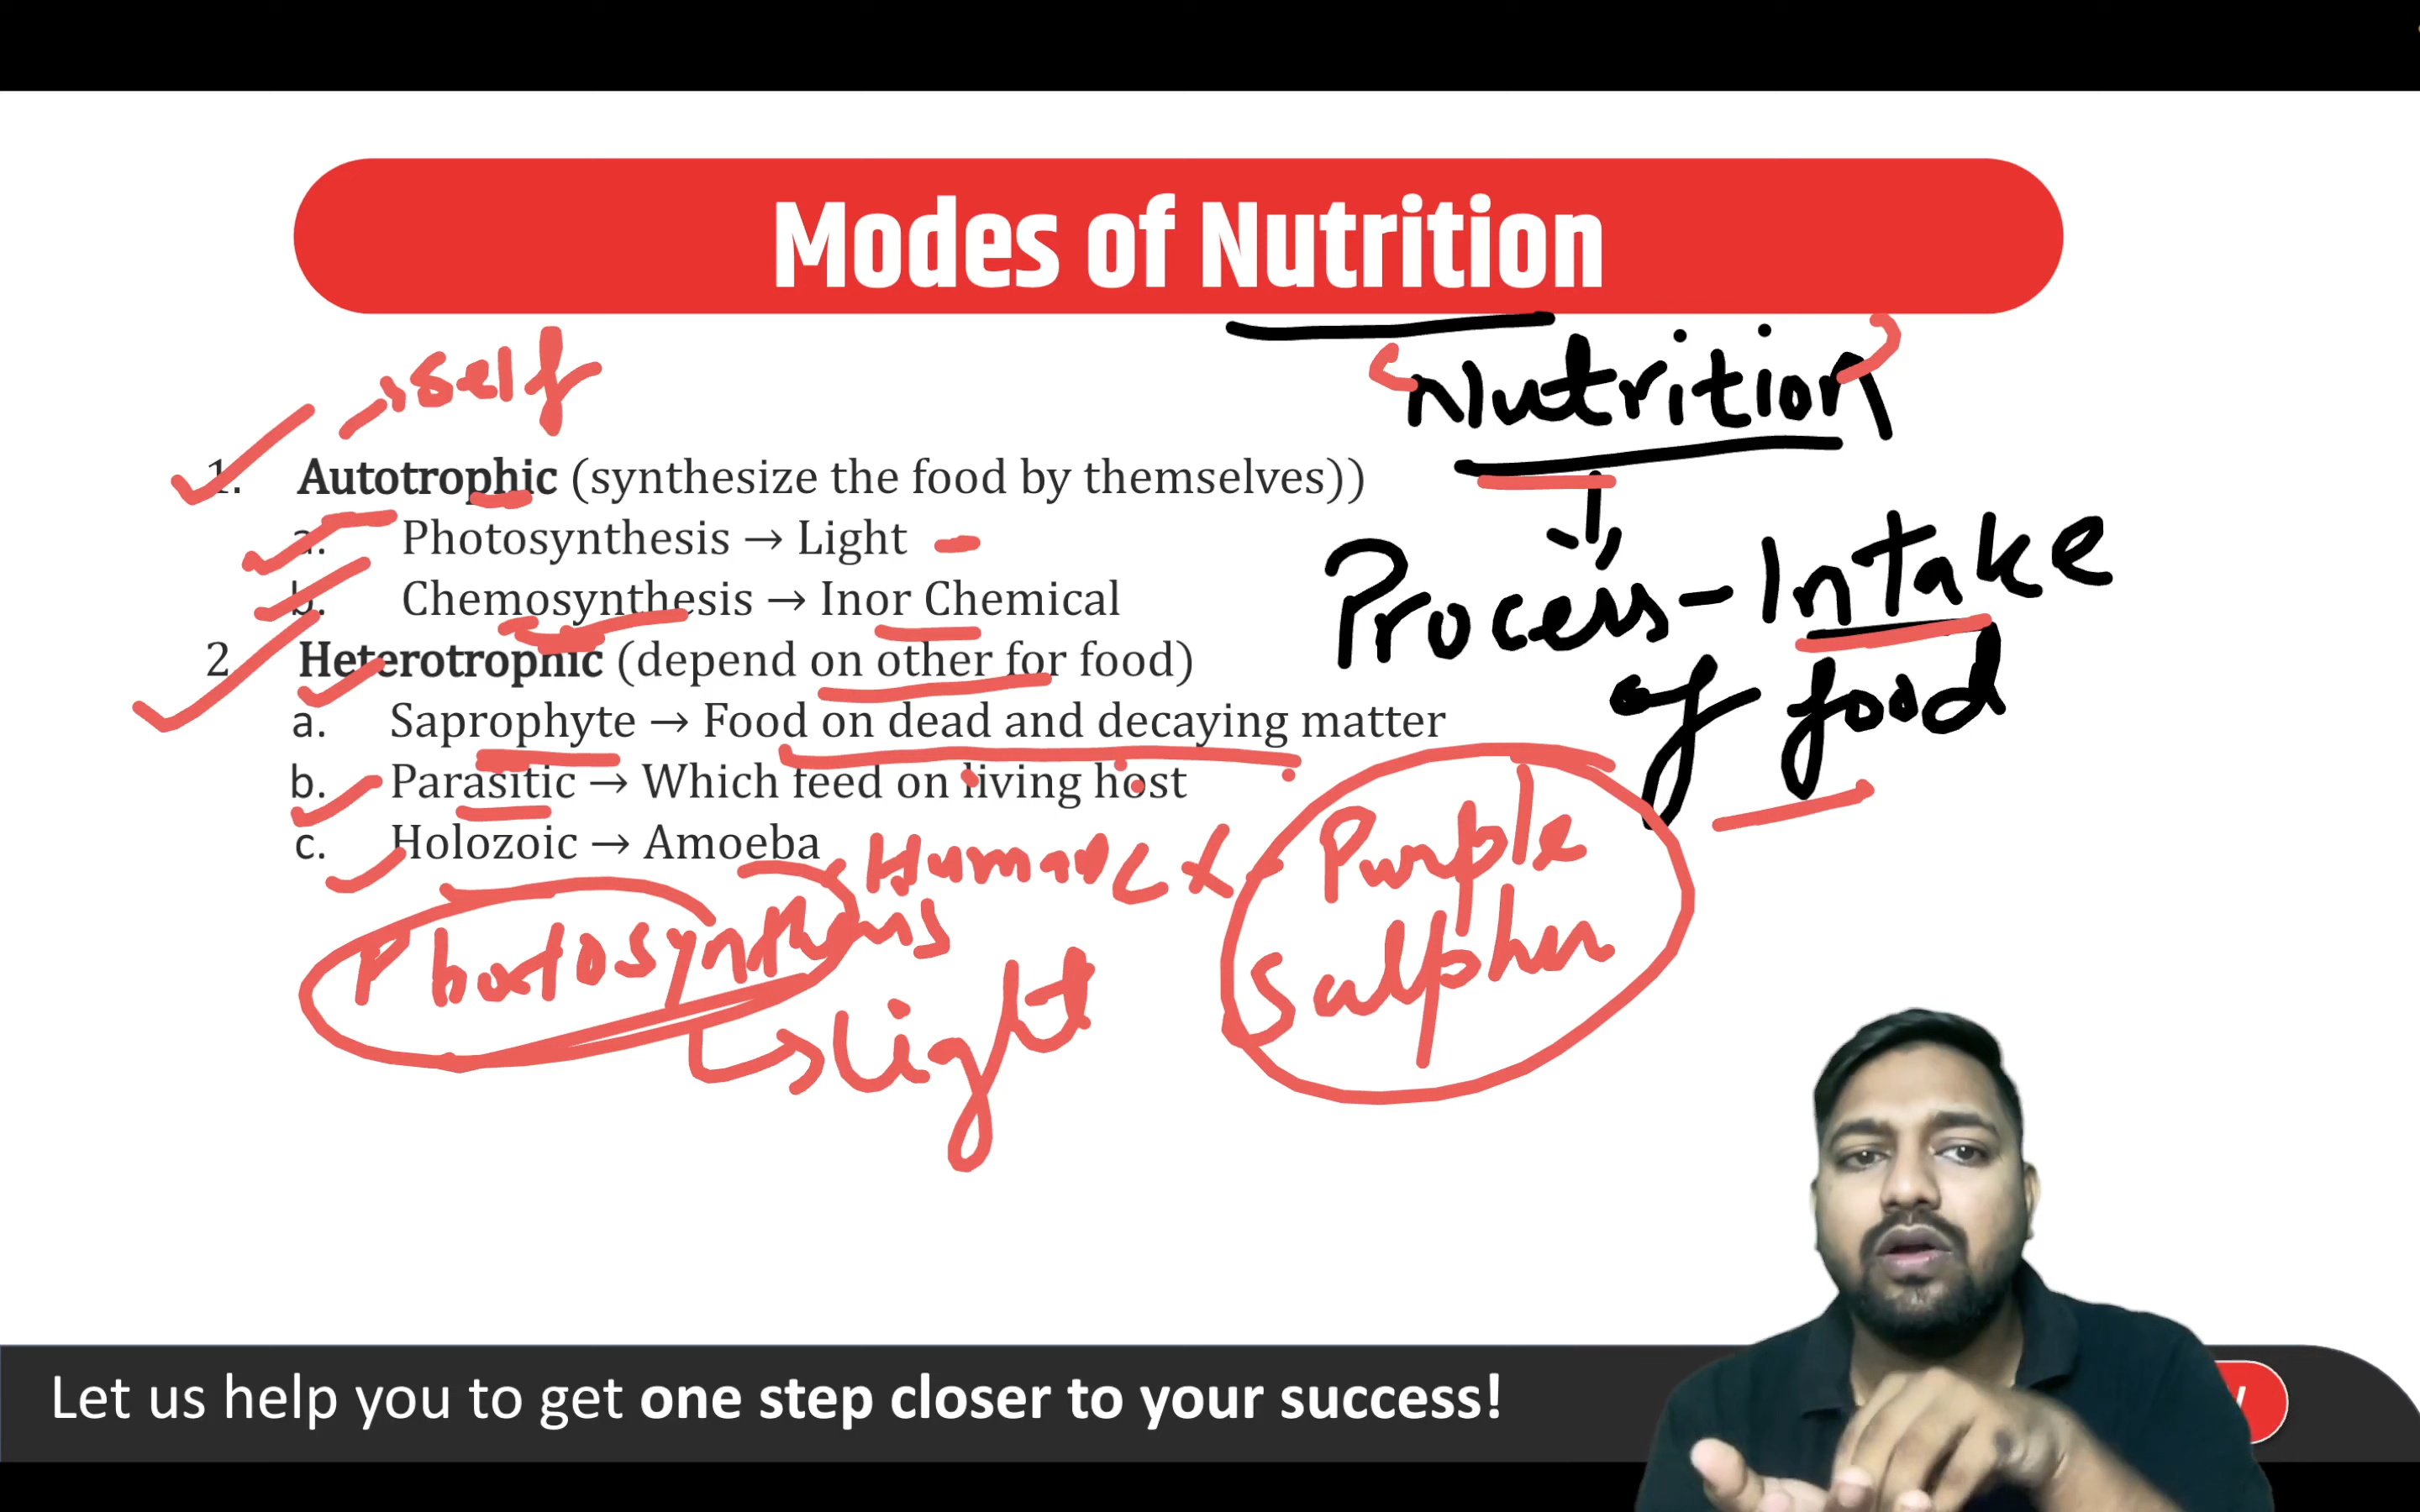 Modes of Nutrition
self
Nutrition
1. Autotrophic (synthesize the food by themselves))
a. Photosynthesis → Light
Process - Intake
of food
b. Chemosynthesis → Inor Chemical
2 Heterotrophic (depend on other for food)
a. Saprophyte → Food on dead and decaying matter
b. Parasitic → Which feed on living host
c. Holozoic → Amoeba
Human
Purple
Sulphur
Photosynthesis
light
Let us help you to get one step closer to your success!